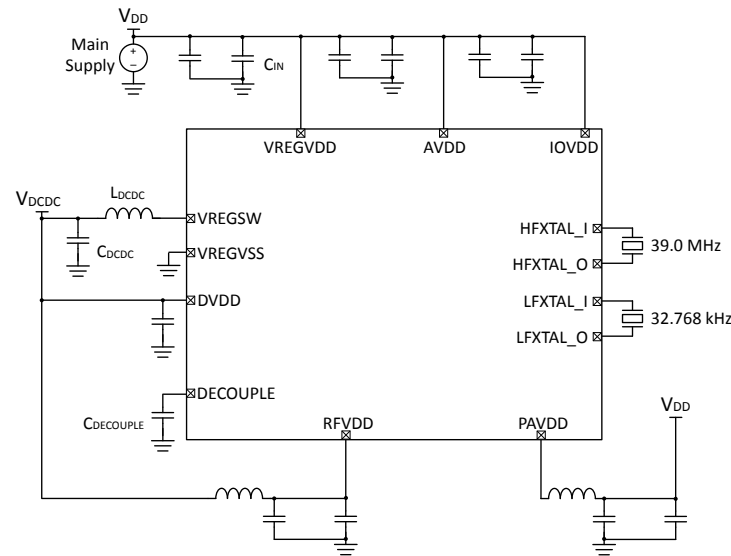 VDD
Main
Supply
+
−
CIN
VREGVDD
AVDD
IOVDD
VDCDC
LDCDC
VREGSW
HFXTAL_I
CDCDC
VREGVSS
39.0 MHz
HFXTAL_O
DVDD
LFXTAL_I
32.768 kHz
LFXTAL_O
DECOUPLE
CDECOUPLE
RFVDD
PAVDD
VDD